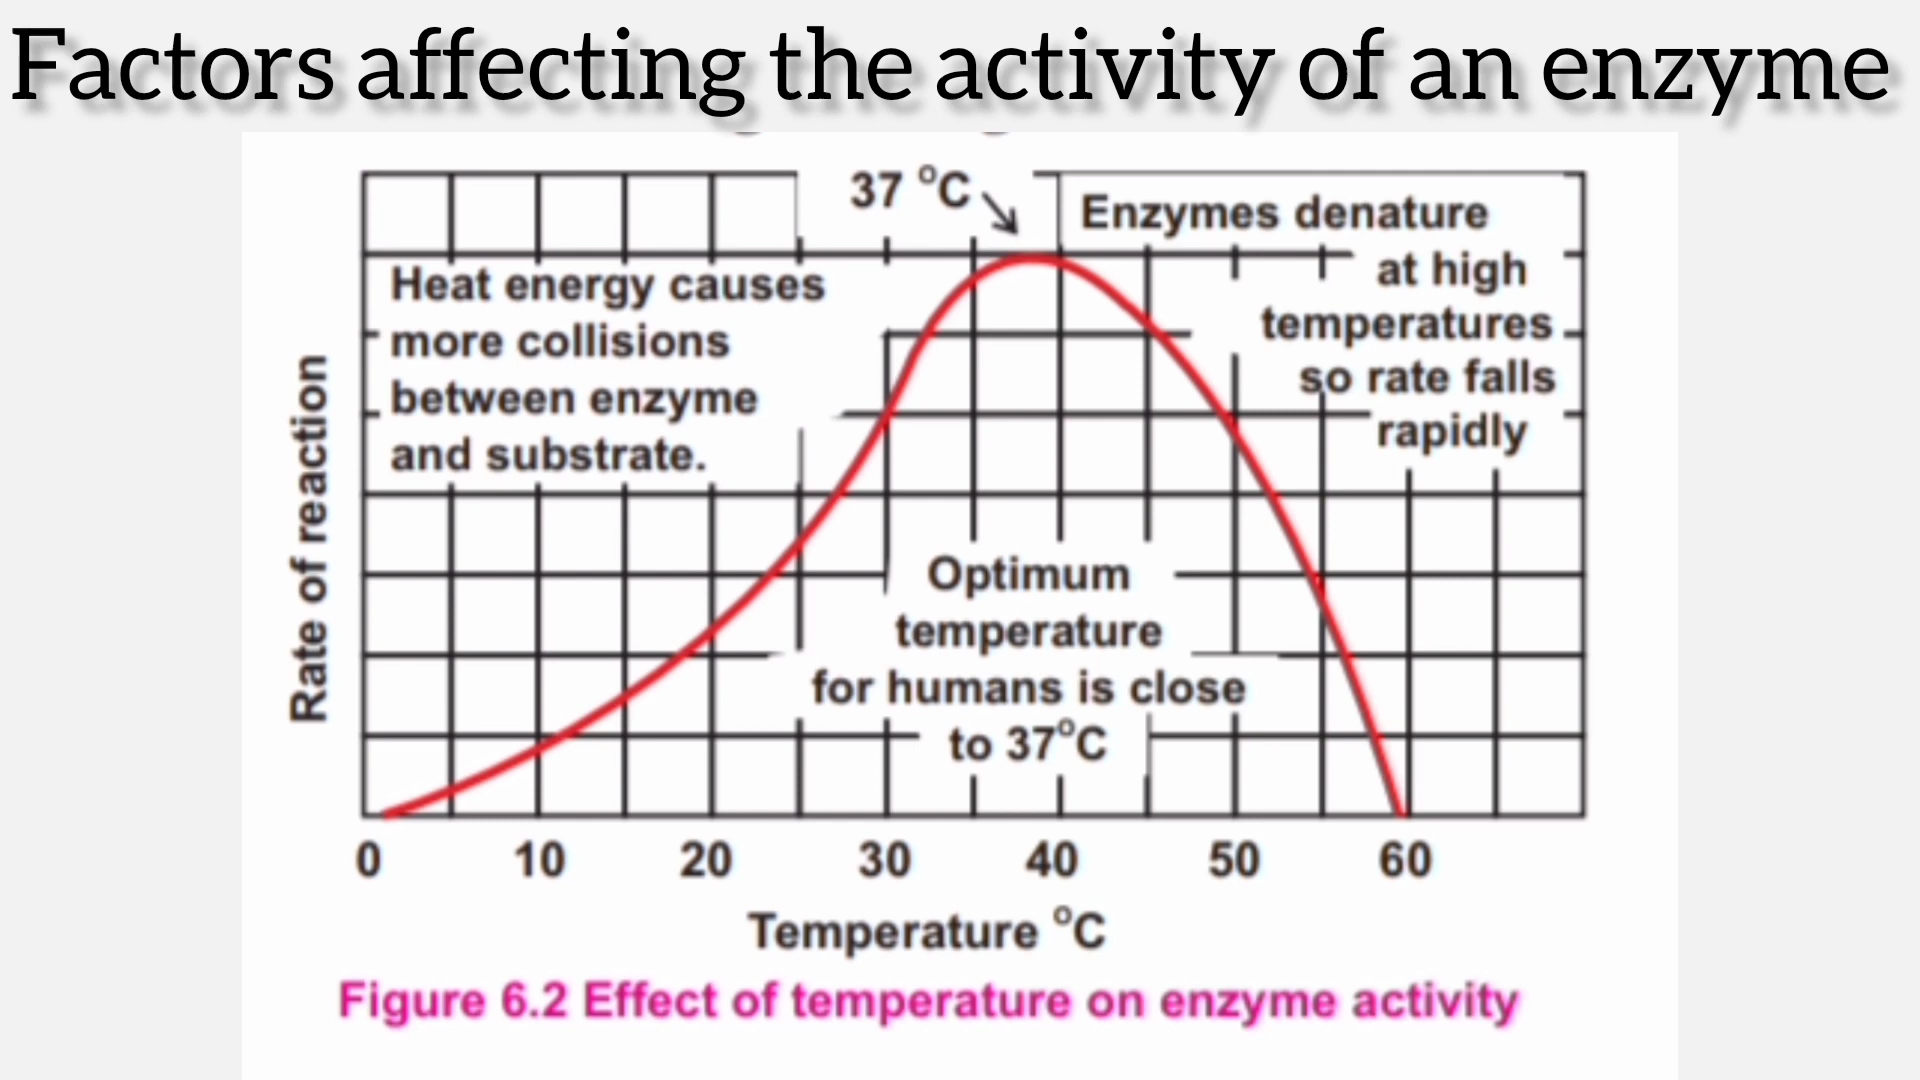 Factors affecting the activity of an enzyme
37 °C
Enzymes denature
at high
temperatures
so rate falls
rapidly
Heat energy causes
more collisions
between enzyme
and substrate.
Optimum
temperature
for humans is close
to 37°C
Rate of reaction
0 10 20 30 40 50 60
Temperature °C
Figure 6.2 Effect of temperature on enzyme activity